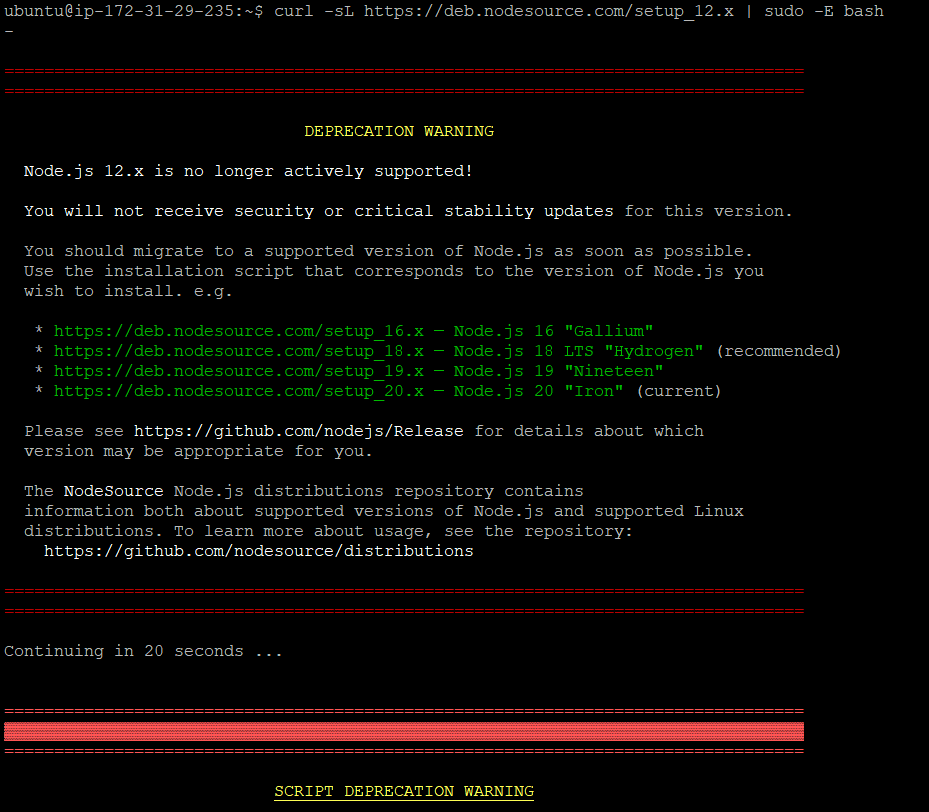 ubuntu@ip-172-31-29-235:~$ curl -sL https://deb.nodesource.com/setup_12.x | sudo -E bash
-
================================================================================
================================================================================
DEPRECATION WARNING
Node.js 12.x is no longer actively supported!
You will not receive security or critical stability updates for this version.
You should migrate to a supported version of Node.js as soon as possible.
Use the installation script that corresponds to the version of Node.js you
wish to install. e.g.
* https://deb.nodesource.com/setup_16.x — Node.js 16 "Gallium"
* https://deb.nodesource.com/setup_18.x — Node.js 18 LTS "Hydrogen" (recommended)
* https://deb.nodesource.com/setup_19.x — Node.js 19 "Nineteen"
* https://deb.nodesource.com/setup_20.x — Node.js 20 "Iron" (current)
Please see https://github.com/nodejs/Release for details about which
version may be appropriate for you.
The NodeSource Node.js distributions repository contains
information both about supported versions of Node.js and supported Linux
distributions. To learn more about usage, see the repository:
https://github.com/nodesource/distributions
================================================================================
================================================================================
Continuing in 20 seconds ...
================================================================================
▓▓▓▓▓▓▓▓▓▓▓▓▓▓▓▓▓▓▓▓▓▓▓▓▓▓▓▓▓▓▓▓▓▓▓▓▓▓▓▓▓▓▓▓▓▓▓▓▓▓▓▓▓▓▓▓▓▓▓▓▓▓▓▓▓▓▓▓▓▓▓▓▓▓▓▓▓▓▓▓
================================================================================
SCRIPT DEPRECATION WARNING